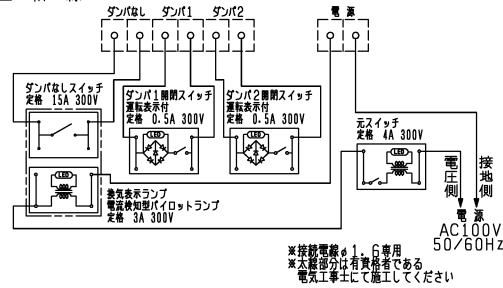 ダンパなし ダンパ1 ダンパ2 電源
ダンパなしスイッチ
定格 15A 300V
ダンパ1開閉スイッチ
運転表示付
定格 0.5A 300V
ダンパ2開閉スイッチ
運転表示付
定格 0.5A 300V
元スイッチ
定格 4A 300V
LED
LED
LED
LED
換気表示ランプ
電流検知型パイロットランプ
定格 3A 300V
電圧側
接地側
電源
AC100V
50/60Hz
※接続電線φ1.6専用
※太線部分は有資格者である
電気工事士にて施工してください